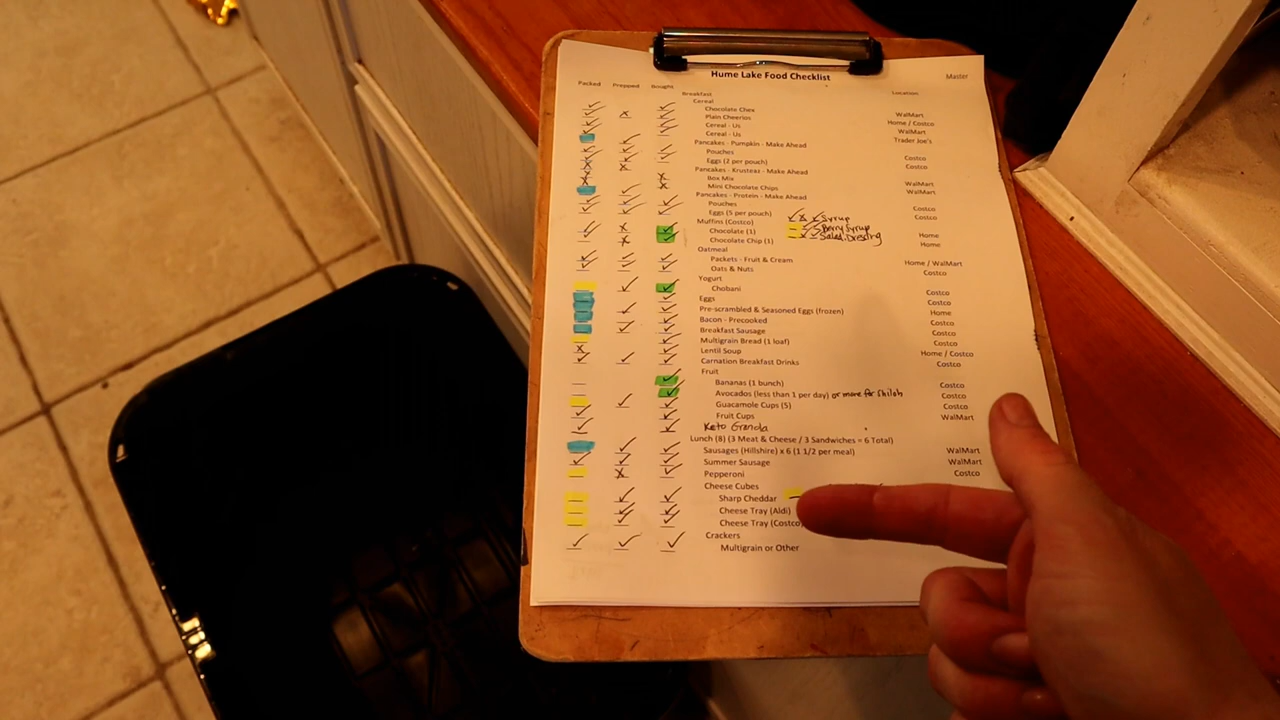 Hume Lake Food Checklist
Master
Packed Prepped Bought Location
Breakfast
Cereal
Chocolate Chex WalMart
Plain Cheerios Home / Costco
Cereal - Us WalMart
Cereal - Us Trader Joe's
Pancakes - Pumpkin - Make Ahead
Pouches Costco
Eggs (2 per pouch) Costco
Pancakes - Krusteaz - Make Ahead
Box Mix WalMart
Mini Chocolate Chips WalMart
Pancakes - Protein - Make Ahead
Pouches Costco
Eggs (5 per pouch) Costco
Syrup
Muffins (Costco)
Berry Syrup
Chocolate (1) Home
Salad Dressing
Chocolate Chip (1) Home
Oatmeal
Packets - Fruit & Cream Home / WalMart
Oats & Nuts Costco
Yogurt
Chobani Costco
Eggs Costco
Pre-scrambled & Seasoned Eggs (frozen) Home
Bacon - Precooked Costco
Breakfast Sausage Costco
Multigrain Bread (1 loaf) Costco
Lentil Soup Home / Costco
Carnation Breakfast Drinks Costco
Fruit
Bananas (1 bunch) Costco
Avocados (less than 1 per day) or more for Shiloh Costco
Guacamole Cups (5) Costco
Fruit Cups WalMart
Keto Granola
Lunch (8) (3 Meat & Cheese / 3 Sandwiches = 6 Total)
Sausages (Hillshire) x 6 (1 1/2 per meal) WalMart
Summer Sausage WalMart
Pepperoni Costco
Cheese Cubes
Sharp Cheddar
Cheese Tray (Aldi)
Cheese Tray (Costco)
Crackers
Multigrain or Other